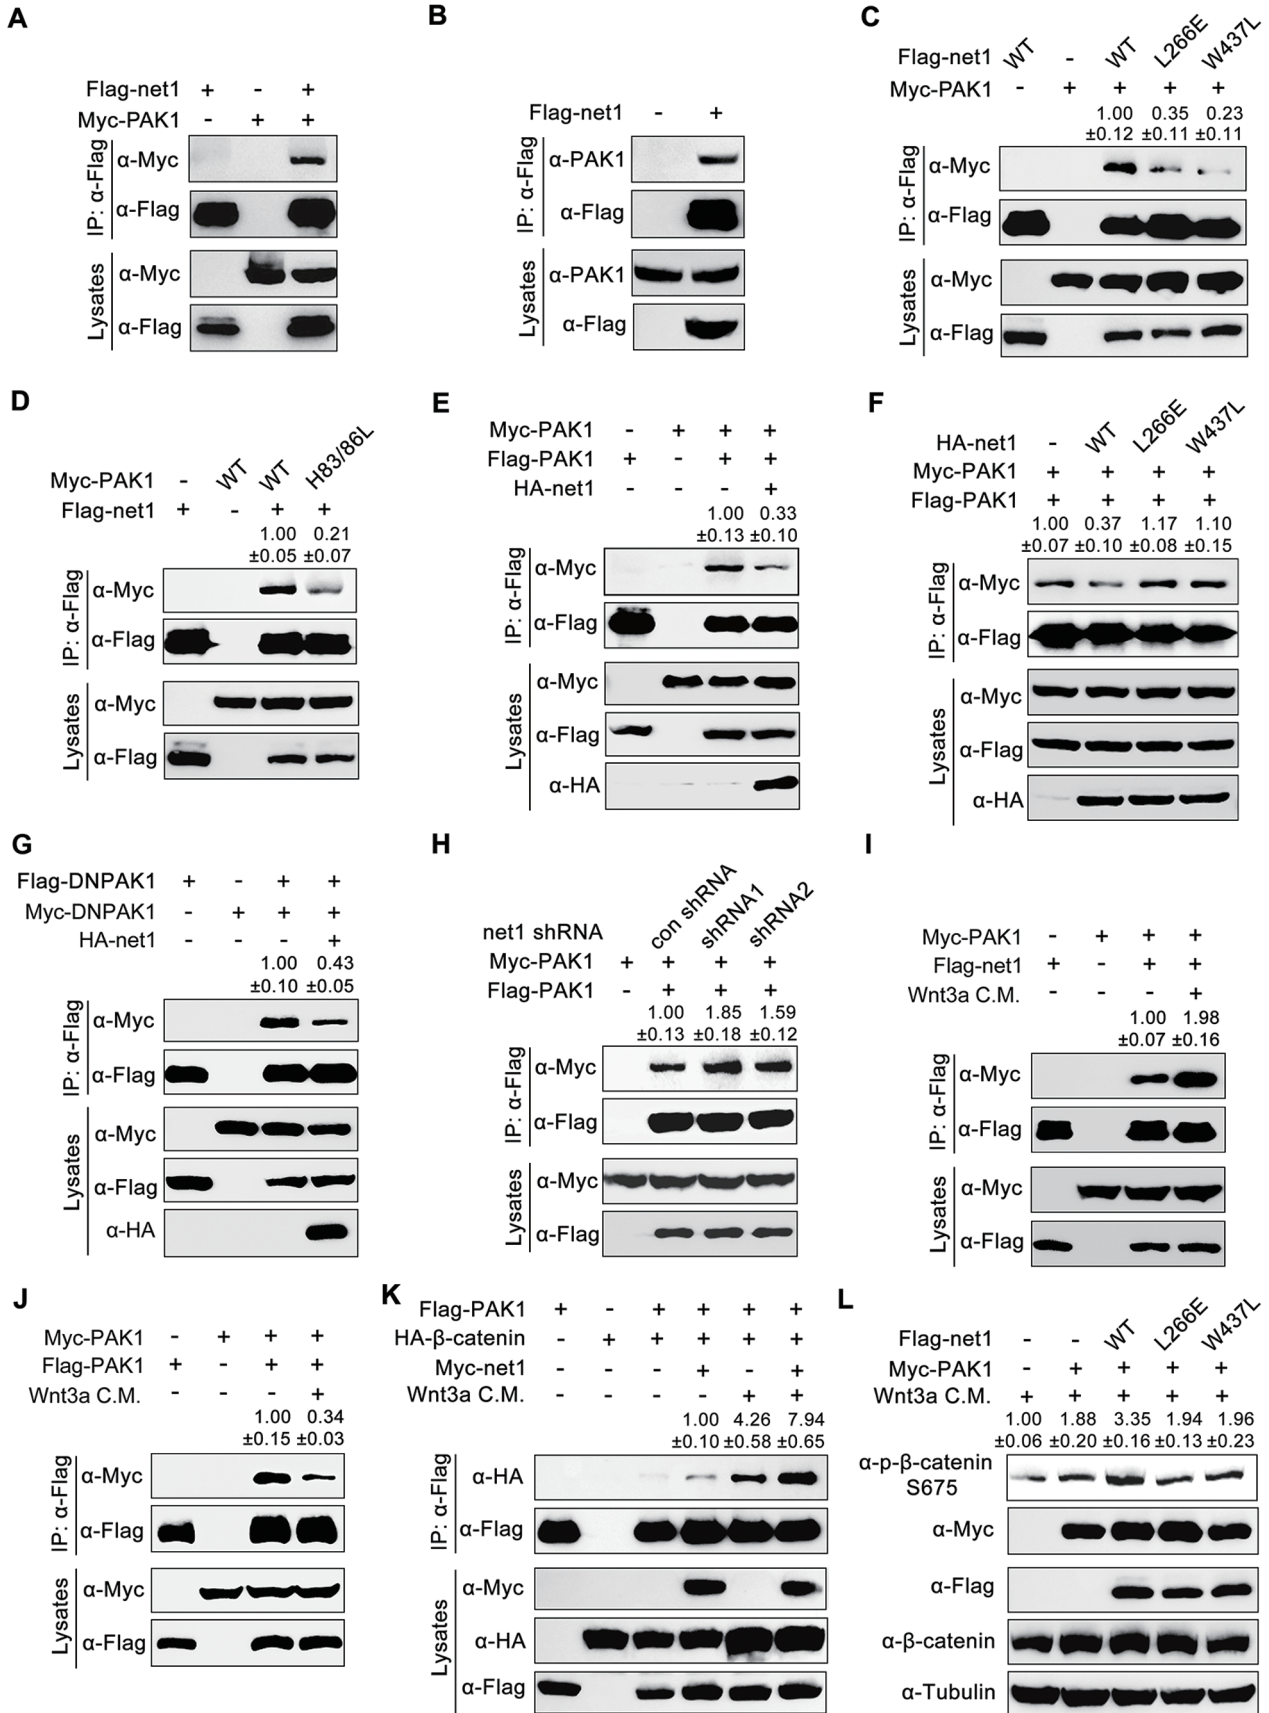 A
Flag-net1 + - +
Myc-PAK1 - + +
IP: α-Flag
α-Myc
α-Flag
Lysates
α-Myc
α-Flag
B
Flag-net1 - +
IP: α-Flag
α-PAK1
α-Flag
Lysates
α-PAK1
α-Flag
C
Flag-net1 WT - WT L266E W437L
Myc-PAK1 - + + + +
1.00 0.35 0.23
±0.12 ±0.11 ±0.11
IP: α-Flag
α-Myc
α-Flag
Lysates
α-Myc
α-Flag
D
Myc-PAK1 - WT WT H83/86L
Flag-net1 + - + +
1.00 0.21
±0.05 ±0.07
IP: α-Flag
α-Myc
α-Flag
Lysates
α-Myc
α-Flag
E
Myc-PAK1 - + + +
Flag-PAK1 + - + +
HA-net1 - - - +
1.00 0.33
±0.13 ±0.10
IP: α-Flag
α-Myc
α-Flag
Lysates
α-Myc
α-Flag
α-HA
F
HA-net1 - WT L266E W437L
Myc-PAK1 + + + +
Flag-PAK1 + + + +
1.00 0.37 1.17 1.10
±0.07 ±0.10 ±0.08 ±0.15
IP: α-Flag
α-Myc
α-Flag
Lysates
α-Myc
α-Flag
α-HA
G
Flag-DNPAK1 + - + +
Myc-DNPAK1 - + + +
HA-net1 - - - +
1.00 0.43
±0.10 ±0.05
IP: α-Flag
α-Myc
α-Flag
Lysates
α-Myc
α-Flag
α-HA
H
net1 shRNA con shRNA shRNA1 shRNA2
Myc-PAK1 + + + +
Flag-PAK1 - + + +
1.00 1.85 1.59
±0.13 ±0.18 ±0.12
IP: α-Flag
α-Myc
α-Flag
Lysates
α-Myc
α-Flag
I
Myc-PAK1 - + + +
Flag-net1 + - + +
Wnt3a C.M. - - - +
1.00 1.98
±0.07 ±0.16
IP: α-Flag
α-Myc
α-Flag
Lysates
α-Myc
α-Flag
J
Myc-PAK1 - + + +
Flag-PAK1 + - + +
Wnt3a C.M. - - - +
1.00 0.34
±0.15 ±0.03
IP: α-Flag
α-Myc
α-Flag
Lysates
α-Myc
α-Flag
K
Flag-PAK1 + - + + + +
HA-β-catenin - + + + + +
Myc-net1 - - - + - +
Wnt3a C.M. - - - - + +
1.00 4.26 7.94
±0.10 ±0.58 ±0.65
IP: α-Flag
α-HA
α-Flag
Lysates
α-Myc
α-HA
α-Flag
L
Flag-net1 - - WT L266E W437L
Myc-PAK1 - + + + +
Wnt3a C.M. + + + + +
1.00 1.88 3.35 1.94 1.96
±0.06 ±0.20 ±0.16 ±0.13 ±0.23
α-p-β-catenin
S675
α-Myc
α-Flag
α-β-catenin
α-Tubulin